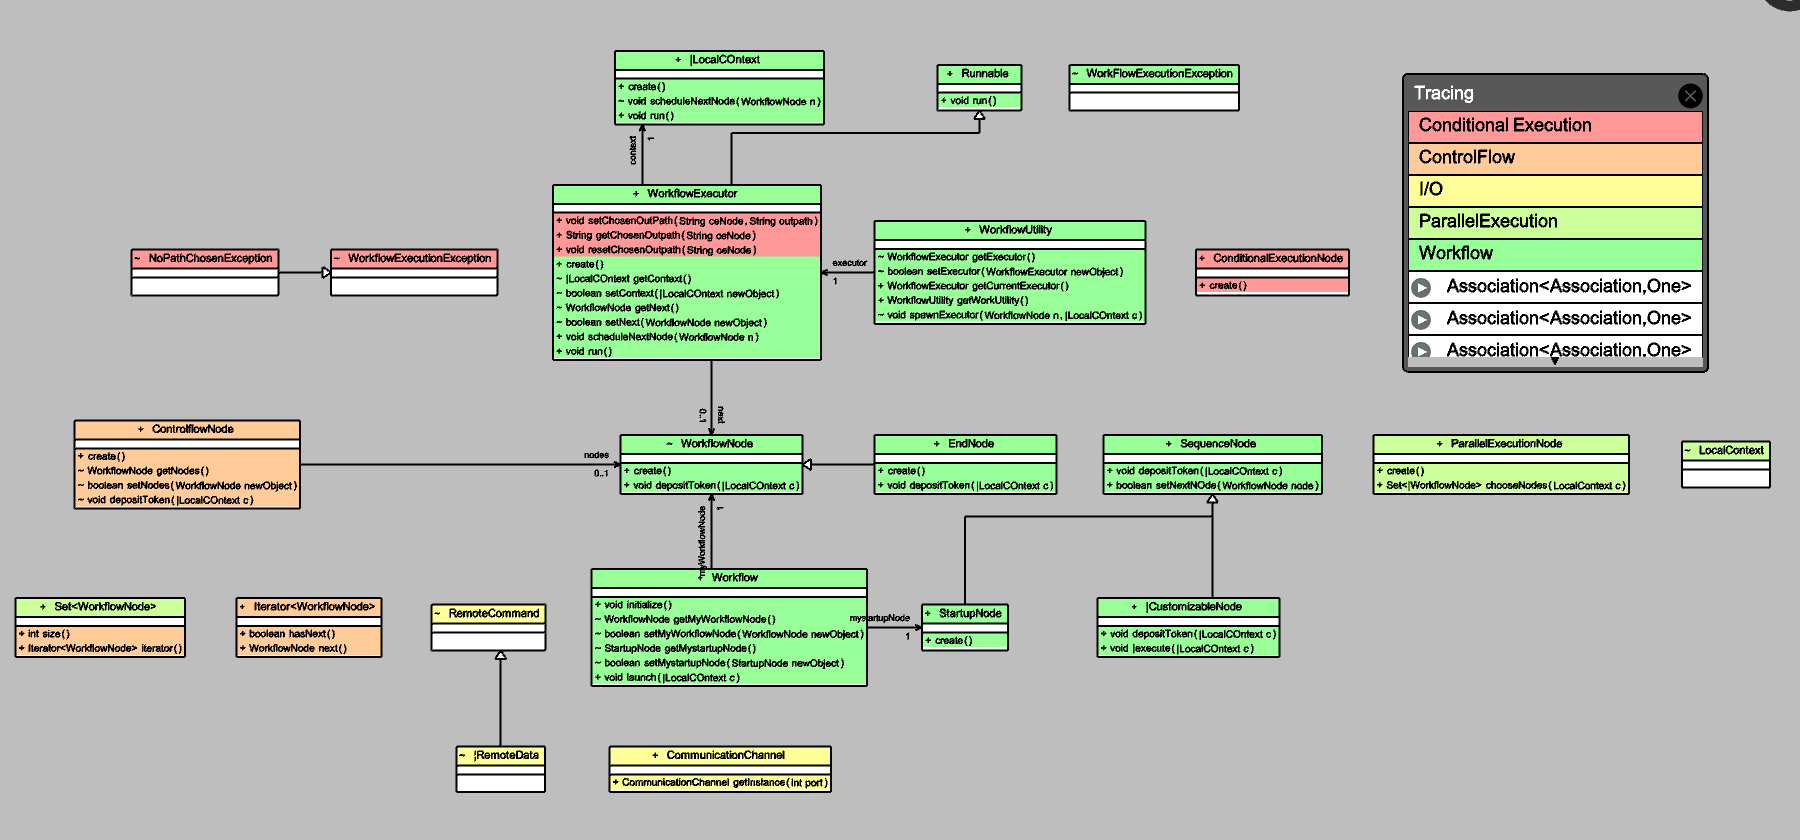 + |LocalCOntext
+ create()
~ void scheduleNextNode(WorkflowNode n)
+ void run()
+ Runnable
+ void run()
~ WorkFlowExecutionException
Tracing
Conditional Execution
ControlFlow
I/O
ParallelExecution
Workflow
Association<Association,One>
Association<Association,One>
Association<Association,One>
context
1
+ WorkflowExecutor
+ void setChosenOutPath(String ceNode,String outpath)
+ String getChosenOutpath(String ceNode)
+ void resetChosenOutpath(String ceNode)
+ create()
~ |LocalCOntext getContext()
~ boolean setContext(|LocalCOntext newObject)
~ WorkflowNode getNext()
~ boolean setNext(WorkflowNode newObject)
+ void scheduleNextNode(WorkflowNode n)
+ void run()
~ NoPathChosenException
~ WorkflowExecutionException
executor
1
+ WorkflowUtility
~ WorkflowExecutor getExecutor()
~ boolean setExecutor(WorkflowExecutor newObject)
+ WorkflowExecutor getCurrentExecutor()
+ WorkflowUtility getWorkUtility()
~ void spawnExecutor(WorkflowNode n,|LocalCOntext c)
+ ConditionalExecutionNode
+ create()
next
0..1
+ ControlflowNode
+ create()
~ WorkflowNode getNodes()
~ boolean setNodes(WorkflowNode newObject)
~ void depositToken(|LocalCOntext c)
nodes
0..1
~ WorkflowNode
+ create()
+ void depositToken(|LocalCOntext c)
+ EndNode
+ create()
+ void depositToken(|LocalCOntext c)
+ SequenceNode
+ void depositToken(|LocalCOntext c)
+ boolean setNextNOde(WorkflowNode node)
+ ParallelExecutionNode
+ create()
+ Set<|WorkflowNode> chooseNodes(LocalContext c)
~ LocalContext
myWorkflowNode
1
+ Set<WorkflowNode>
+ int size()
+ Iterator<WorkflowNode> iterator()
+ Iterator<WorkflowNode>
+ boolean hasNext()
+ WorkflowNode next()
~ RemoteCommand
+ Workflow
+ void initialize()
~ WorkflowNode getMyWorkflowNode()
~ boolean setMyWorkflowNode(WorkflowNode newObject)
~ StartupNode getMystartupNode()
~ boolean setMystartupNode(StartupNode newObject)
+ void launch(|LocalCOntext c)
mystartupNode
1
+ StartupNode
+ create()
+ |CustomizableNode
+ void depositToken(|LocalCOntext c)
+ void |execute(|LocalCOntext c)
~ |RemoteData
+ CommunicationChannel
+ CommunicationChannel getInstance(int port)